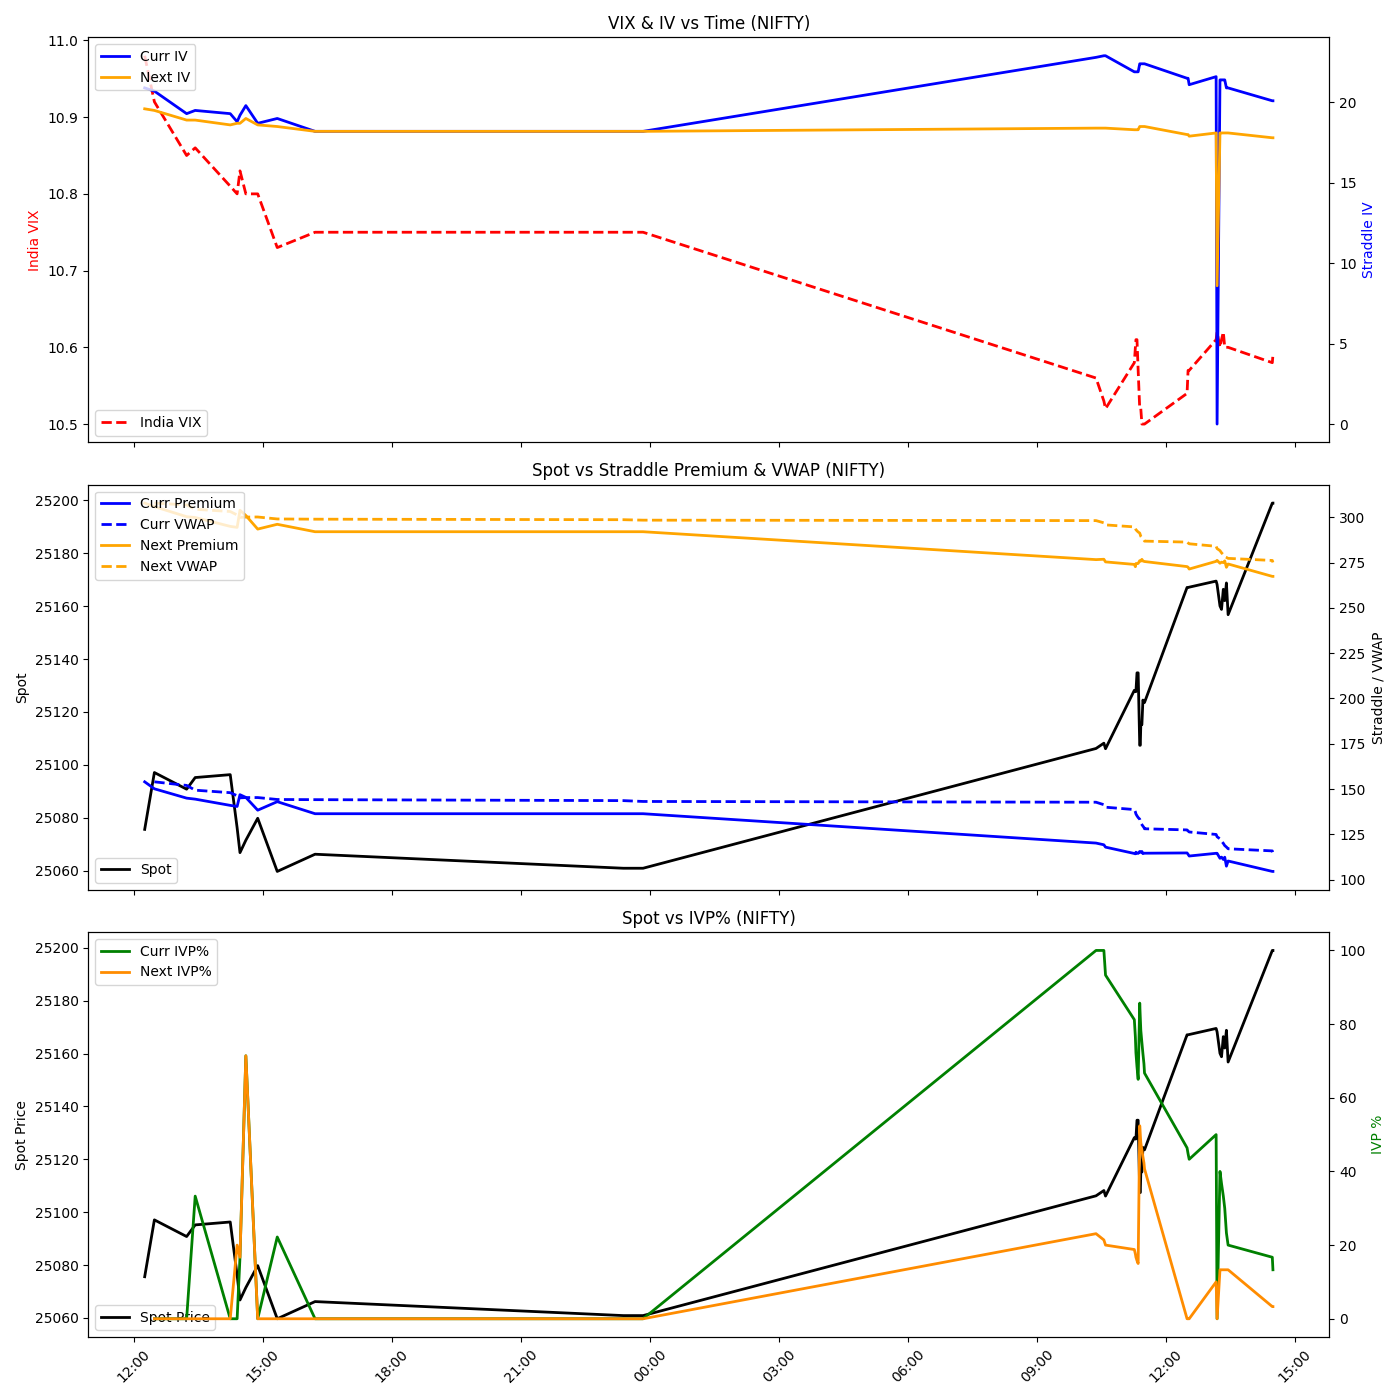 VIX & IV vs Time (NIFTY)
11.0
10.9
10.8
10.7
10.6
10.5
India VIX
Curr IV
Next IV
India VIX
20
15
10
5
0
Straddle IV
Spot vs Straddle Premium & VWAP (NIFTY)
25200
25180
25160
25140
25120
25100
25080
25060
Spot
Curr Premium
Curr VWAP
Next Premium
Next VWAP
Spot
300
275
250
225
200
175
150
125
100
Straddle / VWAP
Spot vs IVP% (NIFTY)
25200
25180
25160
25140
25120
25100
25080
25060
Spot Price
Curr IVP%
Next IVP%
Spot Price
100
80
60
40
20
0
IVP %
12:00
15:00
18:00
21:00
00:00
03:00
06:00
09:00
12:00
15:00